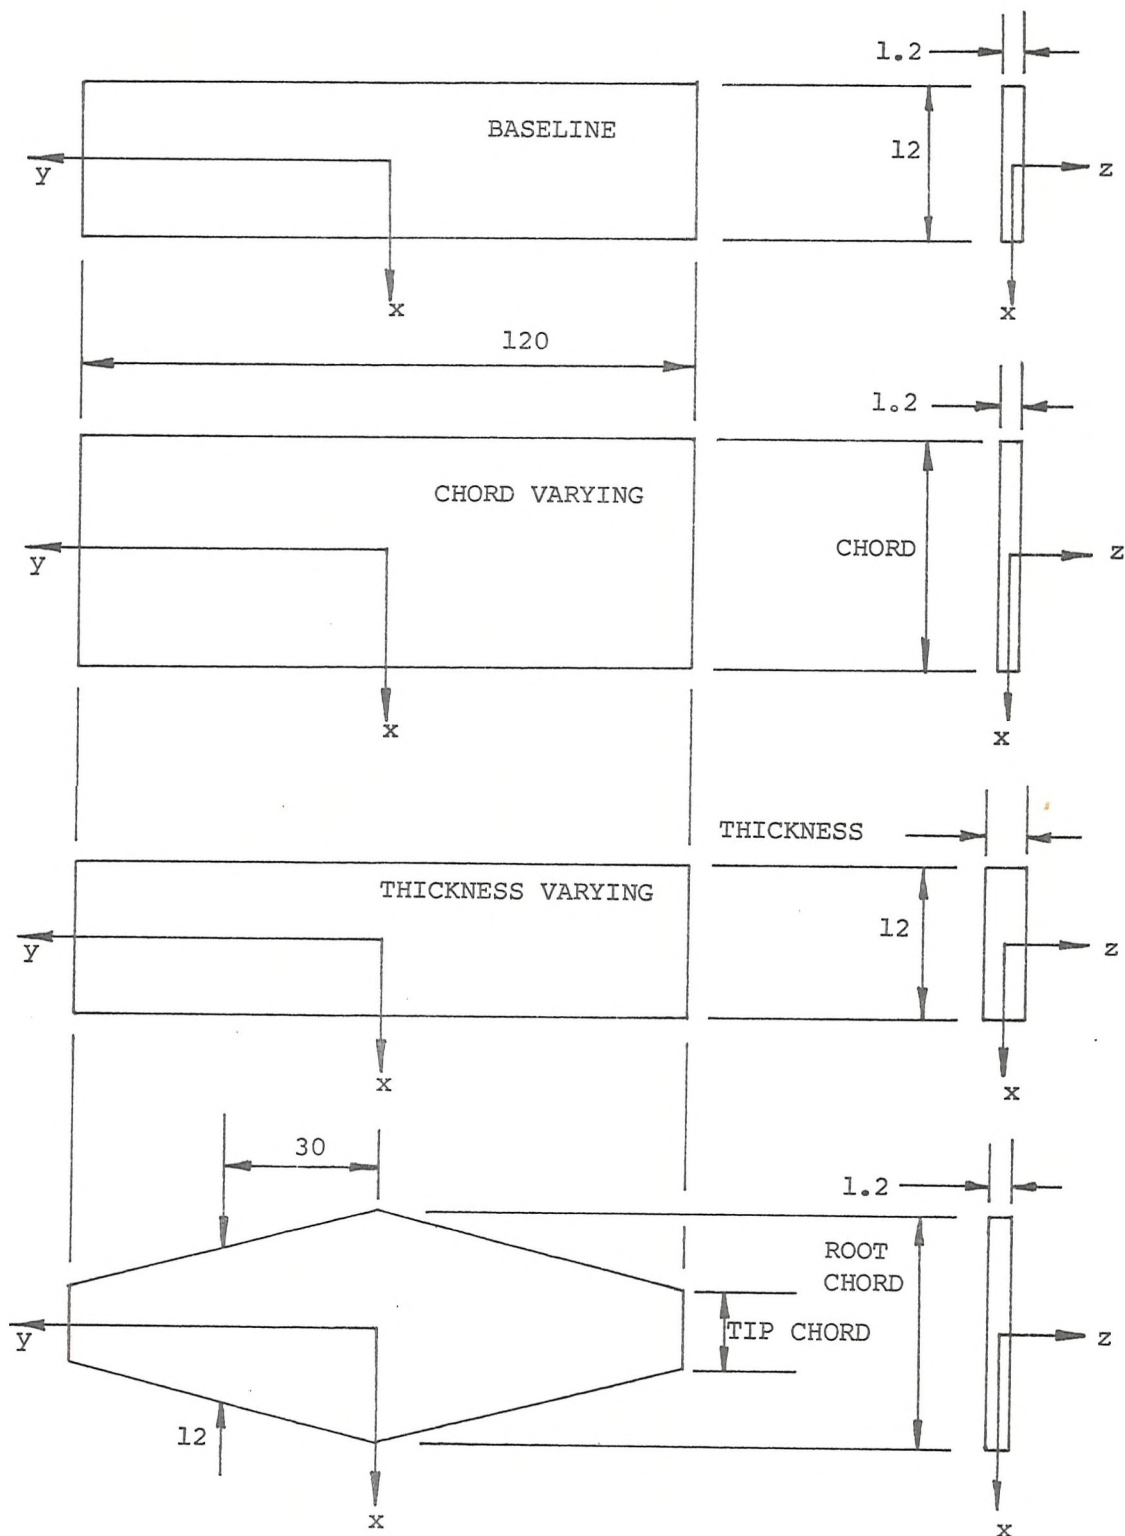 1.2
BASELINE
12
y
z
x
x
120
1.2
CHORD VARYING
CHORD
y
z
x
x
THICKNESS
THICKNESS VARYING
12
y
z
x
x
30
1.2
ROOT
CHORD
y
TIP CHORD
z
12
x
x